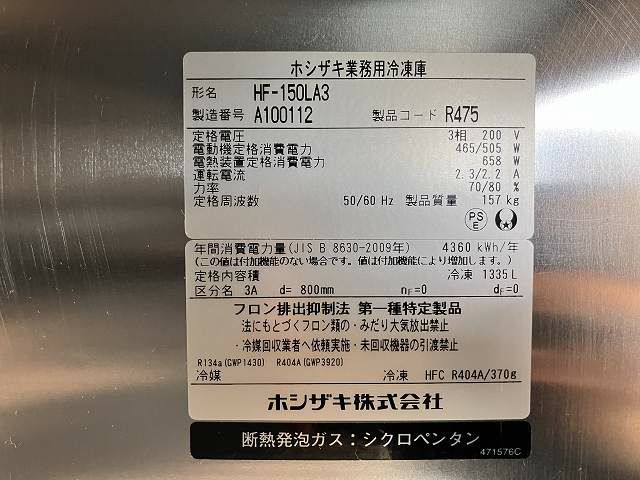 ホシザキ業務用冷凍庫
形名 HF-150LA3
製造番号 A100112 製品コード R475
定格電圧 3相 200 V
電動機定格消費電力 465/505 W
電熱装置定格消費電力 658 W
運転電流 2.3/2.2 A
力率 70/80 %
定格周波数 50/60 Hz 製品質量 157 kg
PSE
年間消費電力量(JIS B 8630-2009年) 4360 kWh/年
(この値は付加機能のない場合です。値は付加機能により増加します。)
定格内容積 冷凍 1335 L
区分名 3A d= 800mm nF=0 dF=0
フロン排出抑制法 第一種特定製品
・法にもとづくフロン類の・みだり大気放出禁止
・冷媒回収業者へ依頼実施・未回収機器の引渡禁止
R134a(GWP1430) R404A(GWP3920)
冷媒 冷凍 HFC R404A/370g
ホシザキ株式会社
断熱発泡ガス：シクロペンタン
471576C